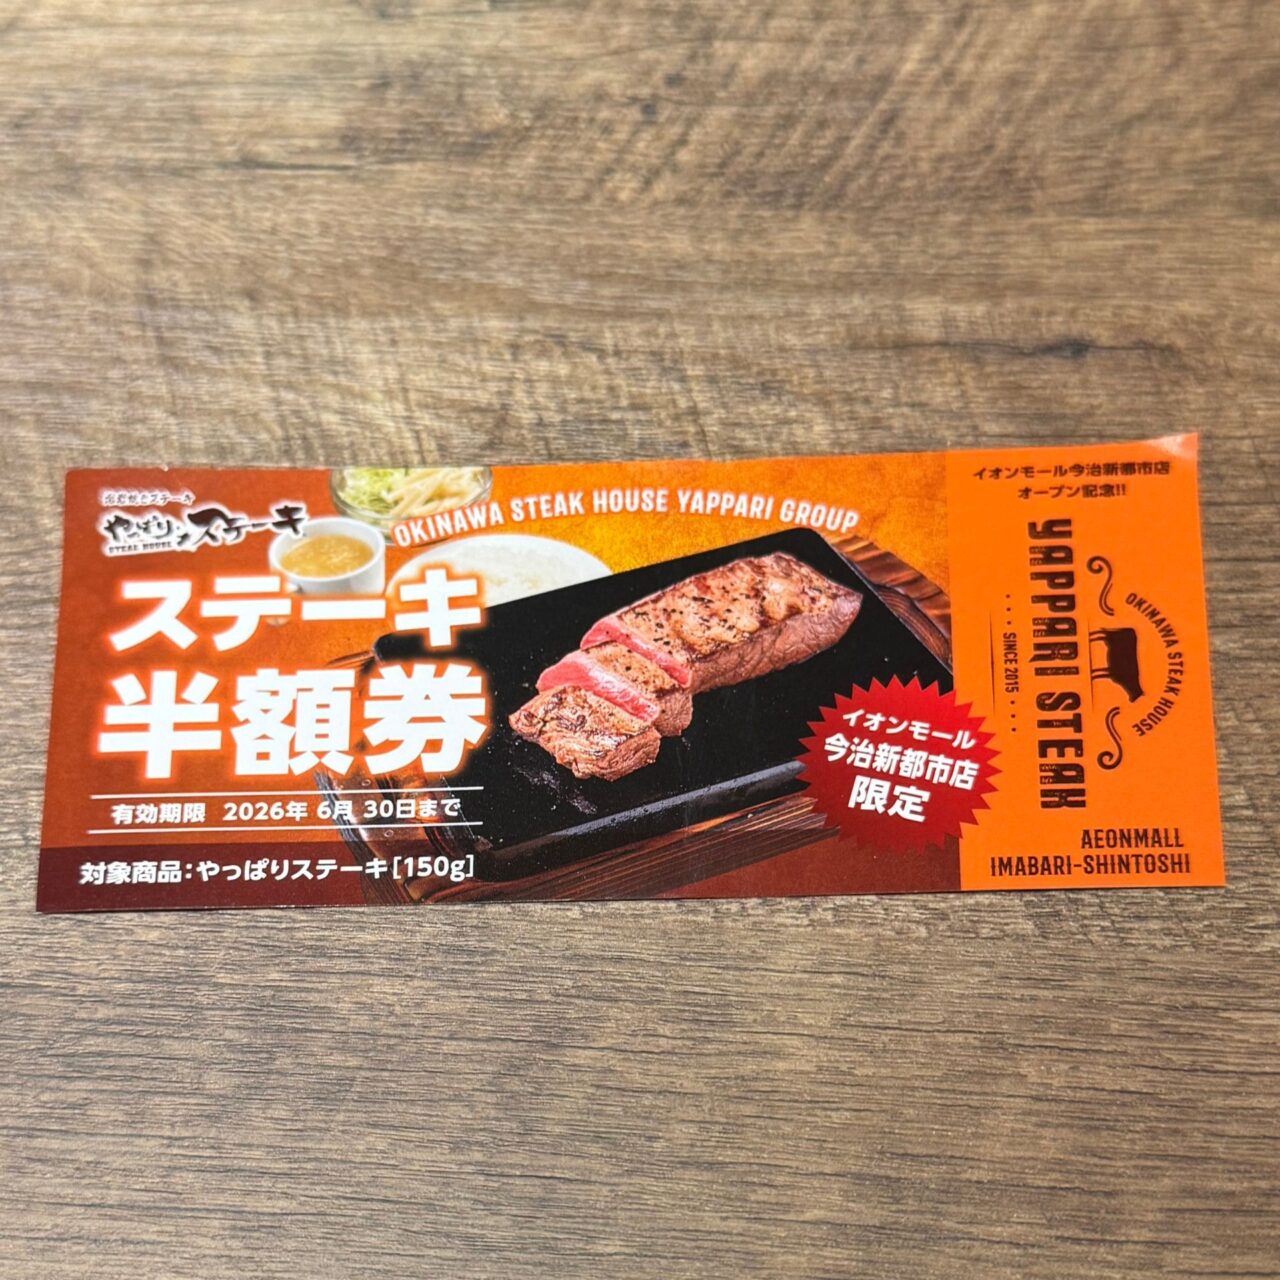 溶岩焼きステーキ
やっぱりステーキ
STEAK HOUSE
OKINAWA STEAK HOUSE YAPPARI GROUP
ステーキ
半額券
有効期限 2026年 6月 30日まで
対象商品:やっぱりステーキ[150g]
イオンモール
今治新都市店
限定
イオンモール今治新都市店
オープン記念!!
OKINAWA STEAK HOUSE
YAPPARI STEAK
SINCE 2015
AEONMALL
IMABARI-SHINTOSHI